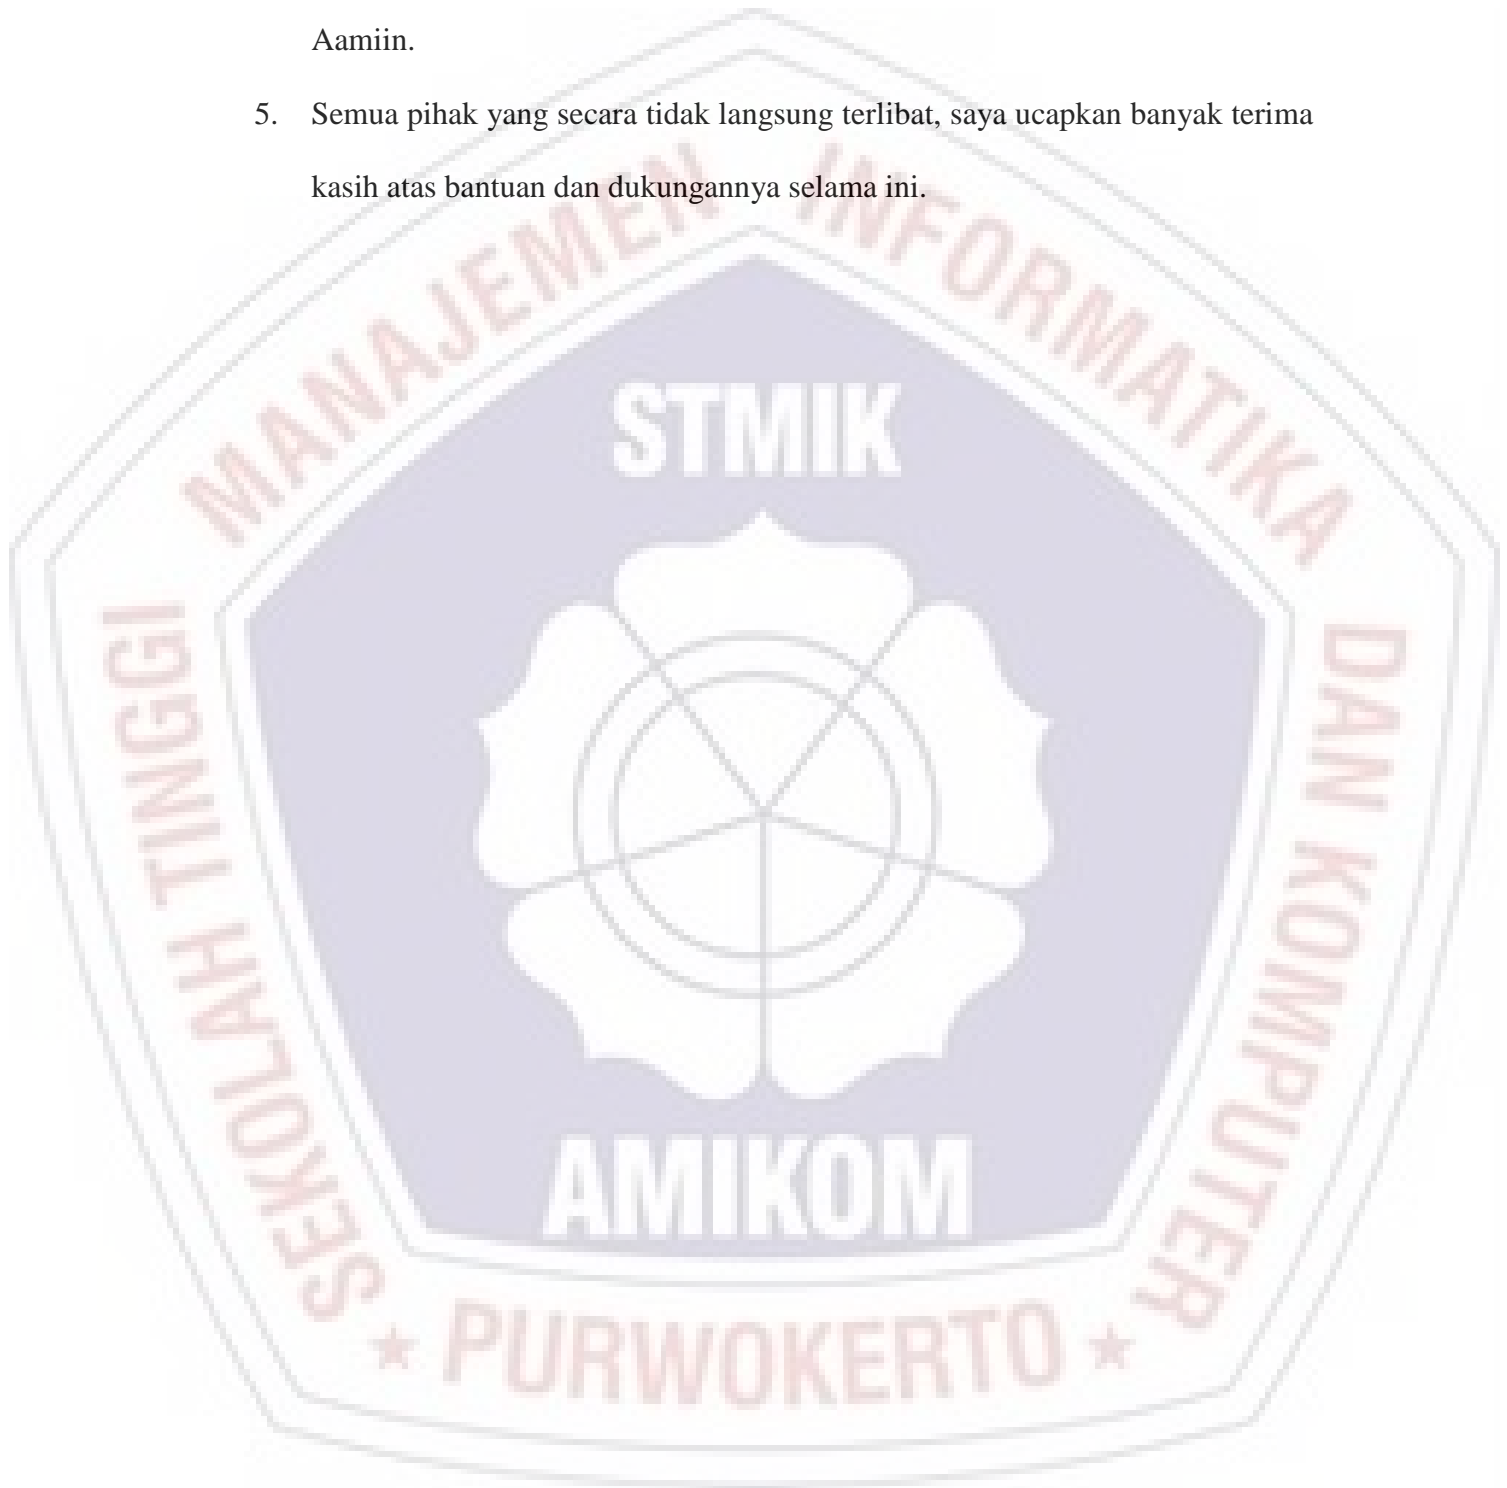 Aamiin.
5. Semua pihak yang secara tidak langsung terlibat, saya ucapkan banyak terima
kasih atas bantuan dan dukungannya selama ini.
SEKOLAH TINGGI MANAJEMEN INFORMATIKA DAN KOMPUTER
STMIK
AMIKOM
★ PURWOKERTO ★